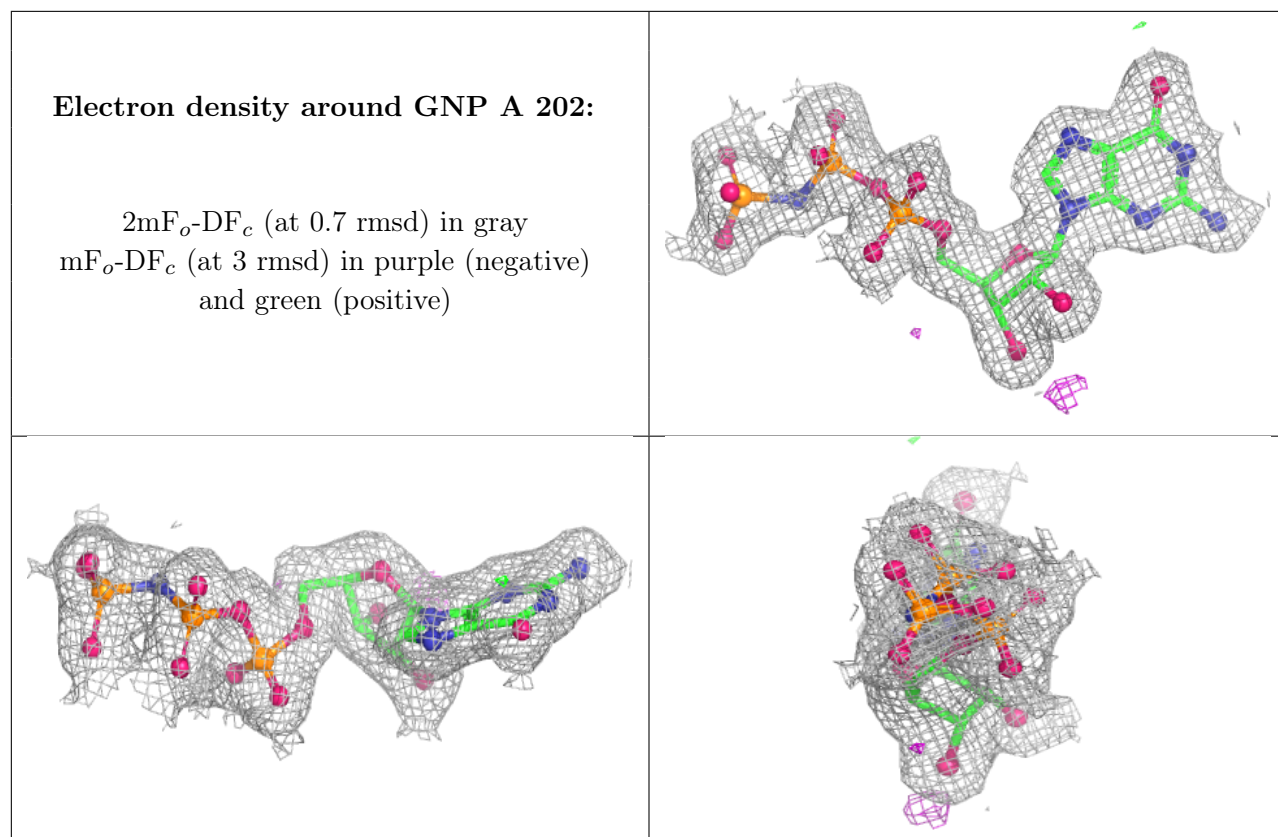 Electron density around GNP A 202:
2mFₒ-DF𝒸 (at 0.7 rmsd) in gray
mFₒ-DF𝒸 (at 3 rmsd) in purple (negative)
and green (positive)